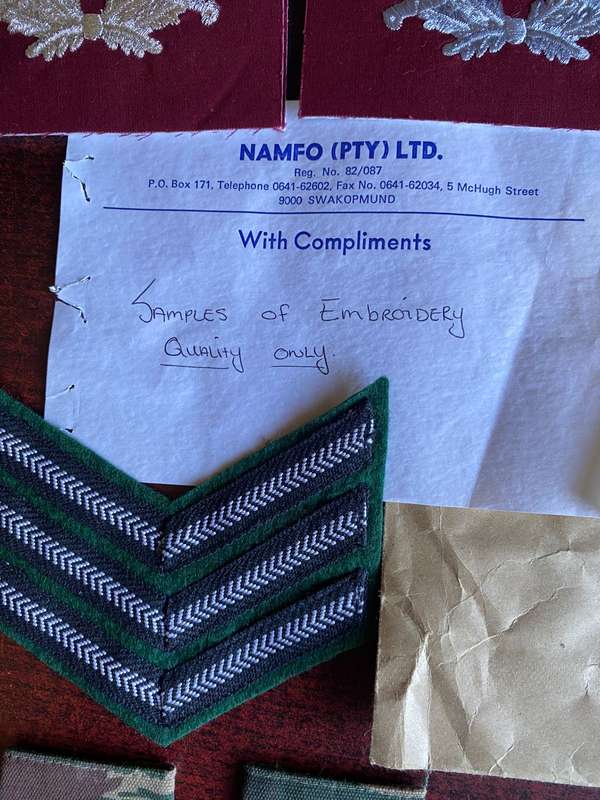 NAMFO (PTY) LTD.
Reg. No. 82/087
P.O. Box 171, Telephone 0641-62602, Fax No. 0641-62034, 5 McHugh Street
9000 SWAKOPMUND
With Compliments
Samples of Embroidery
Quality only.